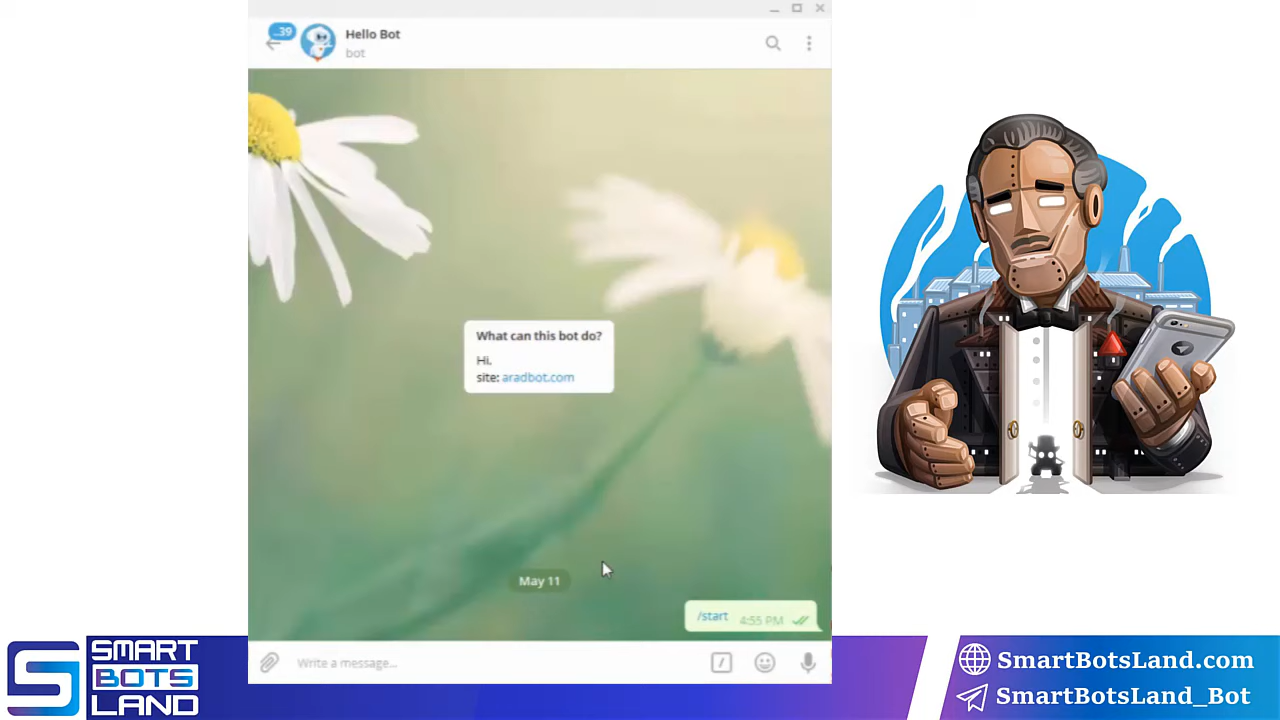 ..39
Hello Bot
bot
What can this bot do?
Hi.
site: aradbot.com
May 11
/start 4:55 PM
Write a message...
SMART
BOTS
LAND
SmartBotsLand.com
SmartBotsLand_Bot